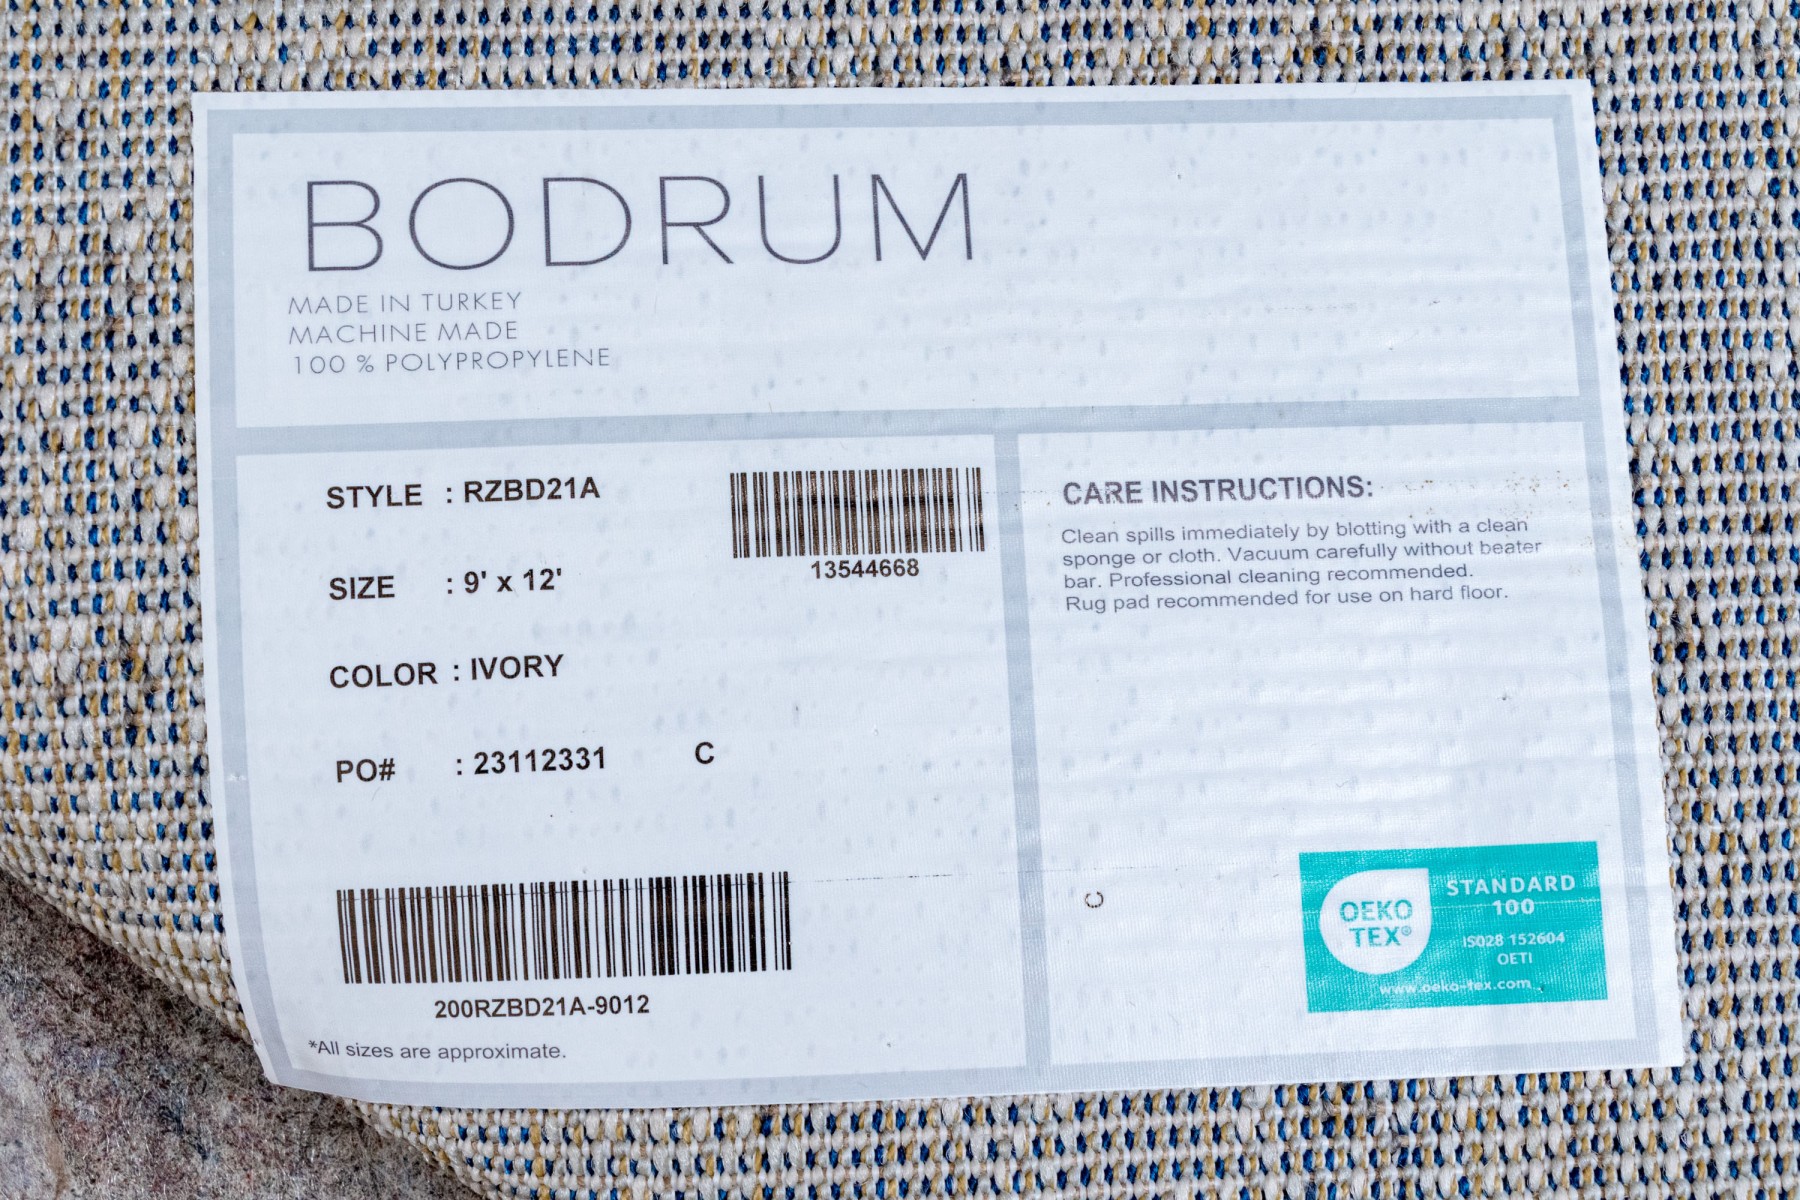 BODRUM
MADE IN TURKEY
MACHINE MADE
100 % POLYPROPYLENE
STYLE : RZBD21A
13544668
SIZE : 9' x 12'
COLOR : IVORY
PO# : 23112331 C
200RZBD21A-9012
*All sizes are approximate.
CARE INSTRUCTIONS:
Clean spills immediately by blotting with a clean
sponge or cloth. Vacuum carefully without beater
bar. Professional cleaning recommended.
Rug pad recommended for use on hard floor.
C
OEKO
TEX®
STANDARD
100
IS028 152604
OETI
www.oeko-tex.com